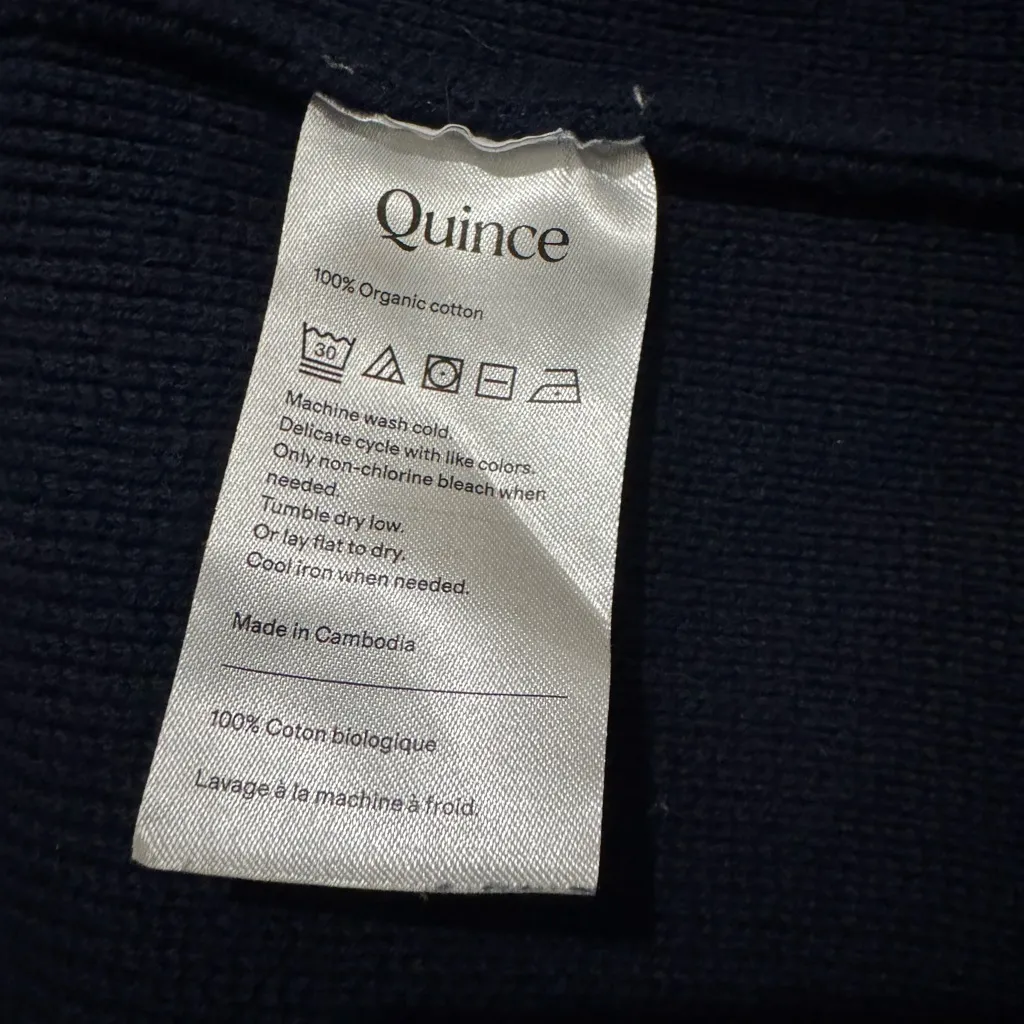 Quince
100% Organic cotton
30
Machine wash cold.
Delicate cycle with like colors.
Only non-chlorine bleach when
needed.
Tumble dry low.
Or lay flat to dry.
Cool iron when needed.
Made in Cambodia
100% Coton biologique
Lavage à la machine à froid.